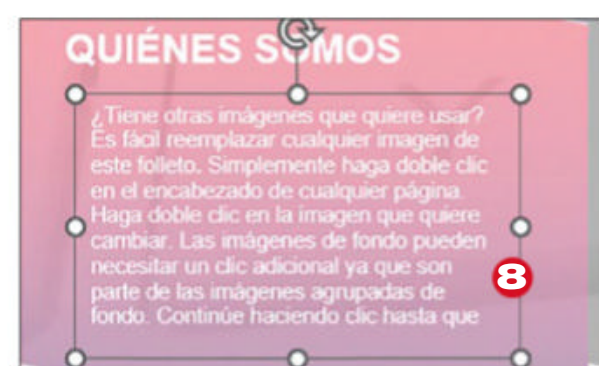 QUIÉNES SOMOS
¿Tiene otras imágenes que quiere usar?
Es fácil reemplazar cualquier imagen de
este folleto. Simplemente haga doble clic
en el encabezado de cualquier página.
Haga doble clic en la imagen que quiere
cambiar. Las imágenes de fondo pueden
necesitar un clic adicional ya que son
parte de las imágenes agrupadas de
fondo. Continúe haciendo clic hasta que
8